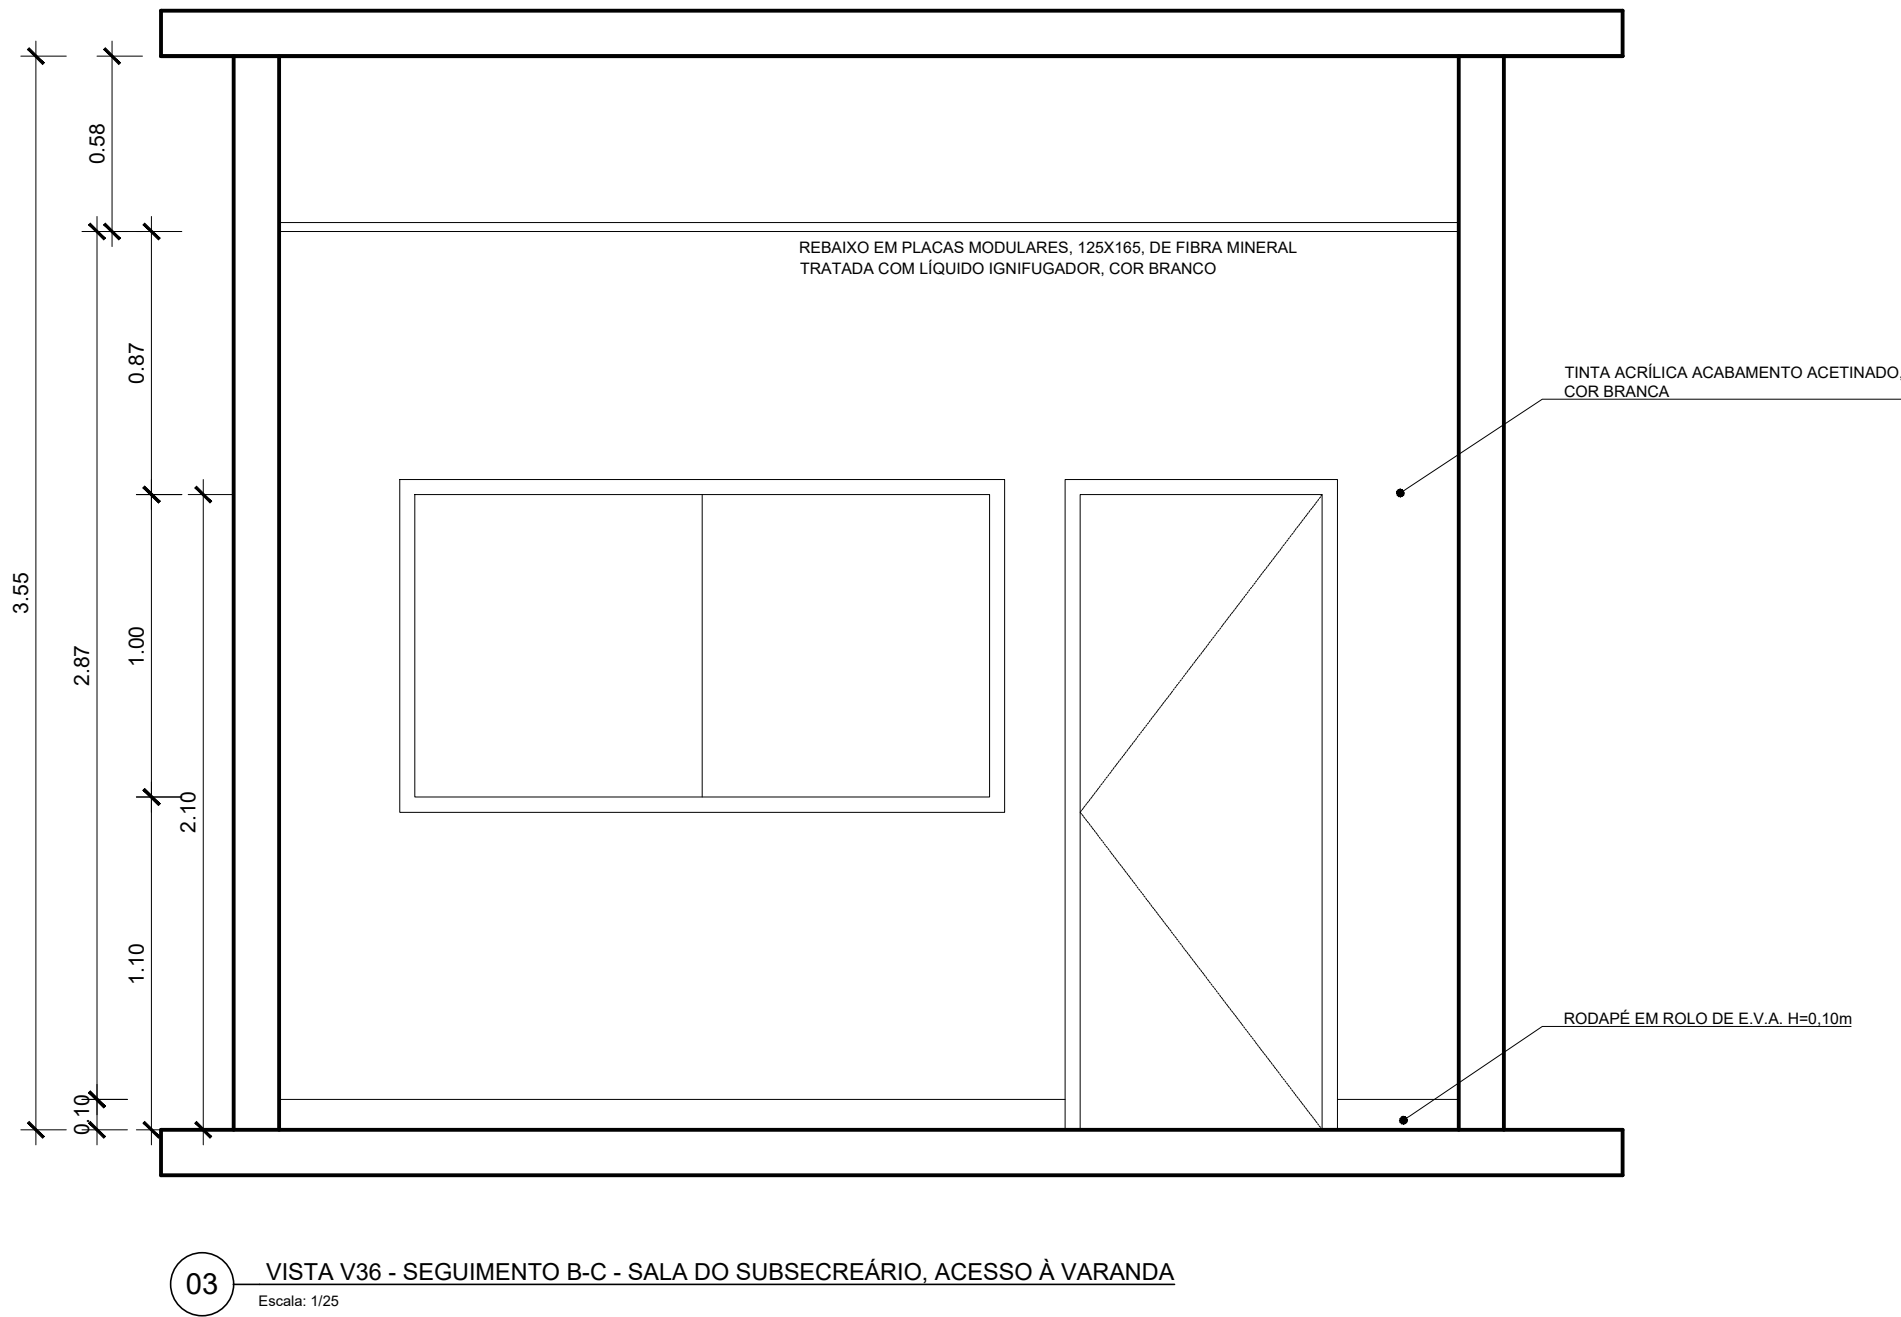 0.58
REBAIXO EM PLACAS MODULARES, 125X165, DE FIBRA MINERAL
TRATADA COM LÍQUIDO IGNIFUGADOR, COR BRANCO
0.87
TINTA ACRÍLICA ACABAMENTO ACETINADO,
COR BRANCA
3.55
2.87
1.00
2.10
1.10
RODAPÉ EM ROLO DE E.V.A. H=0,10m
0.10
03
VISTA V36 - SEGUIMENTO B-C - SALA DO SUBSECREÁRIO, ACESSO À VARANDA
Escala: 1/25